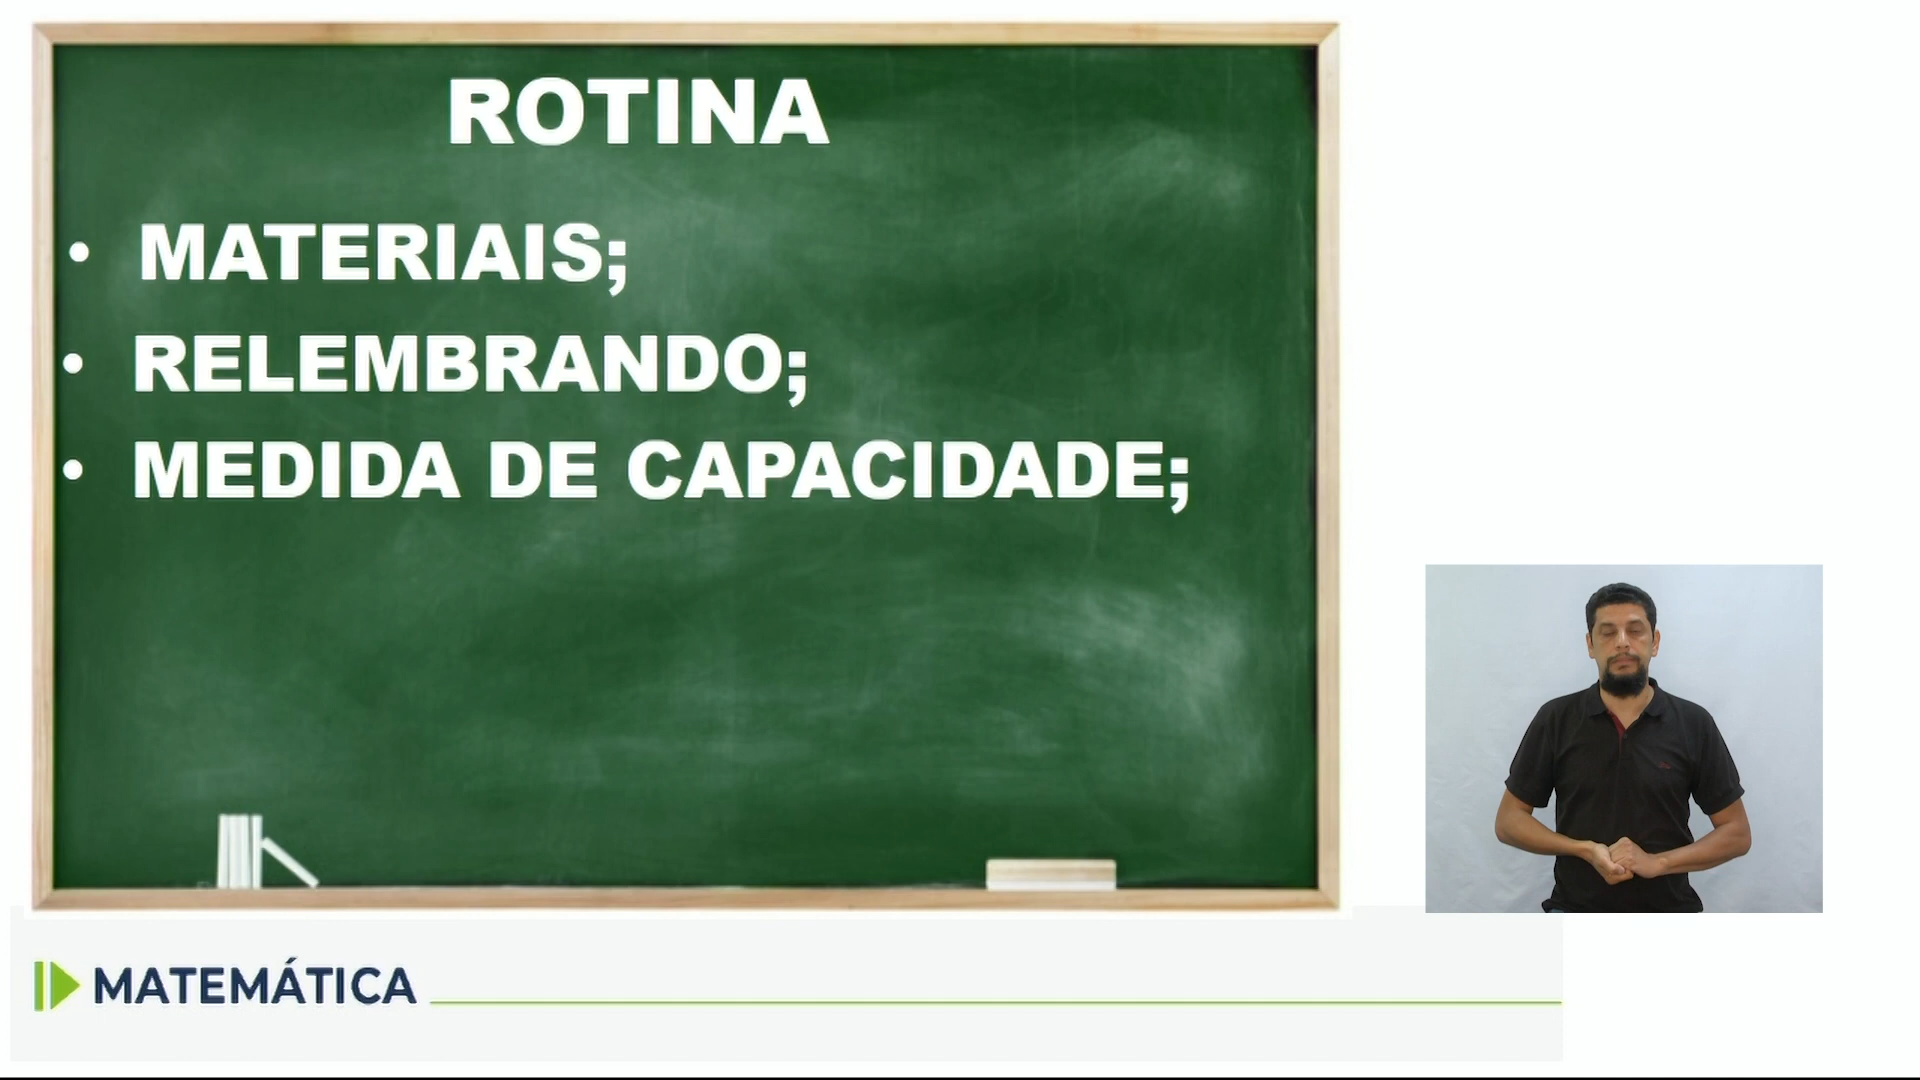 ROTINA
• MATERIAIS;
• RELEMBRANDO;
• MEDIDA DE CAPACIDADE;
MATEMÁTICA